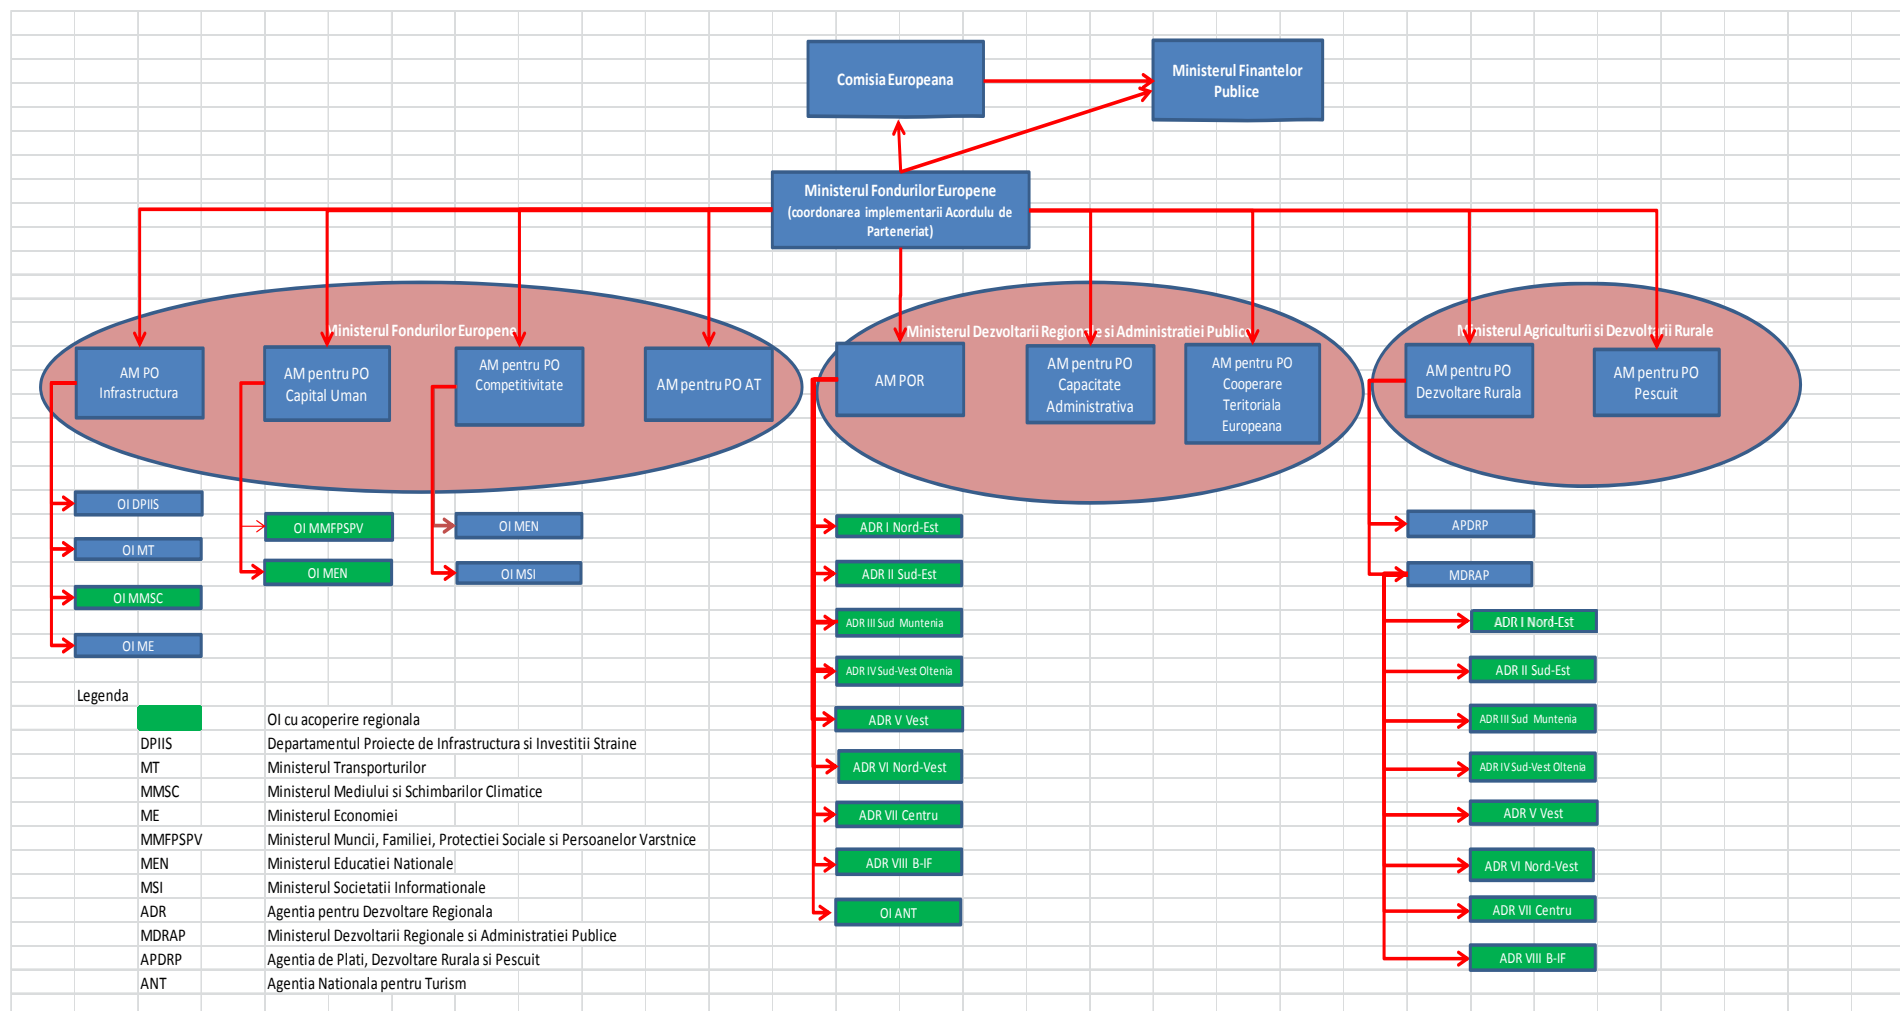 Comisia Europeana
Ministerul Finantelor
Publice
Ministerul Fondurilor Europene
(coordonarea implementarii Acordulu de
Parteneriat)
Ministerul Fondurilor Europene
Ministerul Dezvoltarii Regionale si Administratiei Publice
Ministerul Agriculturii si Dezvoltarii Rurale
AM PO
Infrastructura
AM pentru PO
Capital Uman
AM pentru PO
Competitivitate
AM pentru PO AT
AM POR
AM pentru PO
Capacitate
Administrativa
AM pentru PO
Cooperare
Teritoriala
Europeana
AM pentru PO
Dezvoltare Rurala
AM pentru PO
Pescuit
OI DPIIS
OI MT
OI MMSC
OI ME
OI MMFPSPV
OI MEN
OI MEN
OI MSI
ADR I Nord-Est
ADR II Sud-Est
ADR III Sud Muntenia
ADR IV Sud-Vest Oltenia
ADR V Vest
ADR VI Nord-Vest
ADR VII Centru
ADR VIII B-IF
OI ANT
APDRP
MDRAP
ADR I Nord-Est
ADR II Sud-Est
ADR III Sud Muntenia
ADR IV Sud-Vest Oltenia
ADR V Vest
ADR VI Nord-Vest
ADR VII Centru
ADR VIII B-IF
Legenda
OI cu acoperire regionala
DPIIS Departamentul Proiecte de Infrastructura si Investitii Straine
MT Ministerul Transporturilor
MMSC Ministerul Mediului si Schimbarilor Climatice
ME Ministerul Economiei
MMFPSPV Ministerul Muncii, Familiei, Protectiei Sociale si Persoanelor Varstnice
MEN Ministerul Educatiei Nationale
MSI Ministerul Societatii Informationale
ADR Agentia pentru Dezvoltare Regionala
MDRAP Ministerul Dezvoltarii Regionale si Administratiei Publice
APDRP Agentia de Plati, Dezvoltare Rurala si Pescuit
ANT Agentia Nationala pentru Turism